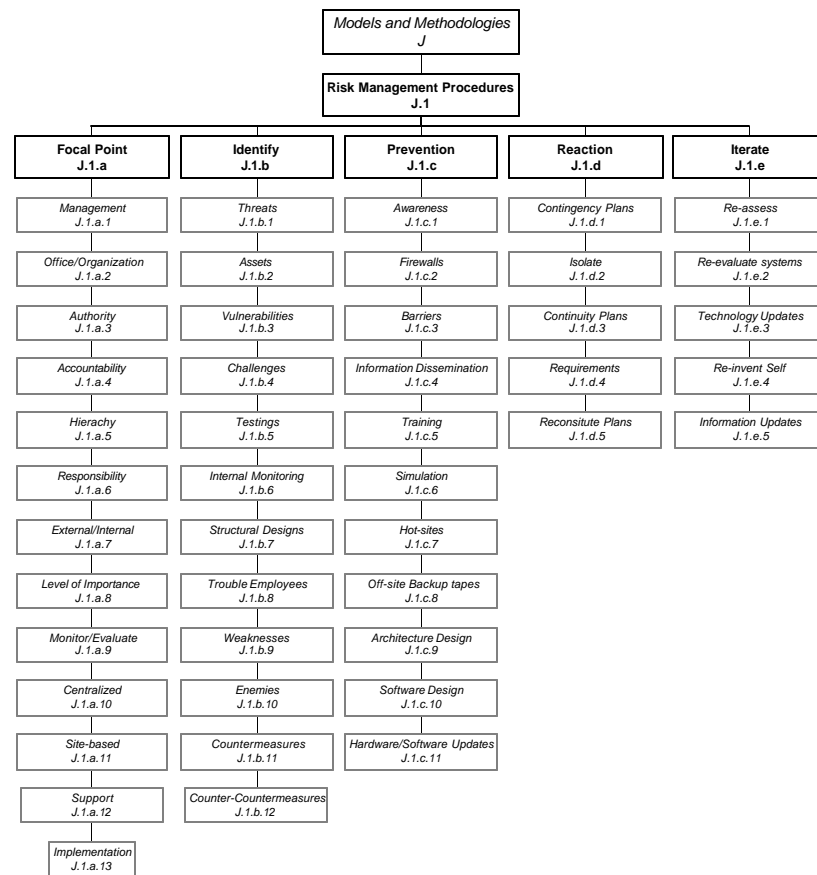 Models and Methodologies
J
Risk Management Procedures
J.1
Focal Point
J.1.a
Management
J.1.a.1
Office/Organization
J.1.a.2
Authority
J.1.a.3
Accountability
J.1.a.4
Hierachy
J.1.a.5
Responsibility
J.1.a.6
External/Internal
J.1.a.7
Level of Importance
J.1.a.8
Monitor/Evaluate
J.1.a.9
Centralized
J.1.a.10
Site-based
J.1.a.11
Support
J.1.a.12
Implementation
J.1.a.13
Identify
J.1.b
Threats
J.1.b.1
Assets
J.1.b.2
Vulnerabilities
J.1.b.3
Challenges
J.1.b.4
Testings
J.1.b.5
Internal Monitoring
J.1.b.6
Structural Designs
J.1.b.7
Trouble Employees
J.1.b.8
Weaknesses
J.1.b.9
Enemies
J.1.b.10
Countermeasures
J.1.b.11
Counter-Countermeasures
J.1.b.12
Prevention
J.1.c
Awareness
J.1.c.1
Firewalls
J.1.c.2
Barriers
J.1.c.3
Information Dissemination
J.1.c.4
Training
J.1.c.5
Simulation
J.1.c.6
Hot-sites
J.1.c.7
Off-site Backup tapes
J.1.c.8
Architecture Design
J.1.c.9
Software Design
J.1.c.10
Hardware/Software Updates
J.1.c.11
Reaction
J.1.d
Contingency Plans
J.1.d.1
Isolate
J.1.d.2
Continuity Plans
J.1.d.3
Requirements
J.1.d.4
Reconsitute Plans
J.1.d.5
Iterate
J.1.e
Re-assess
J.1.e.1
Re-evaluate systems
J.1.e.2
Technology Updates
J.1.e.3
Re-invent Self
J.1.e.4
Information Updates
J.1.e.5